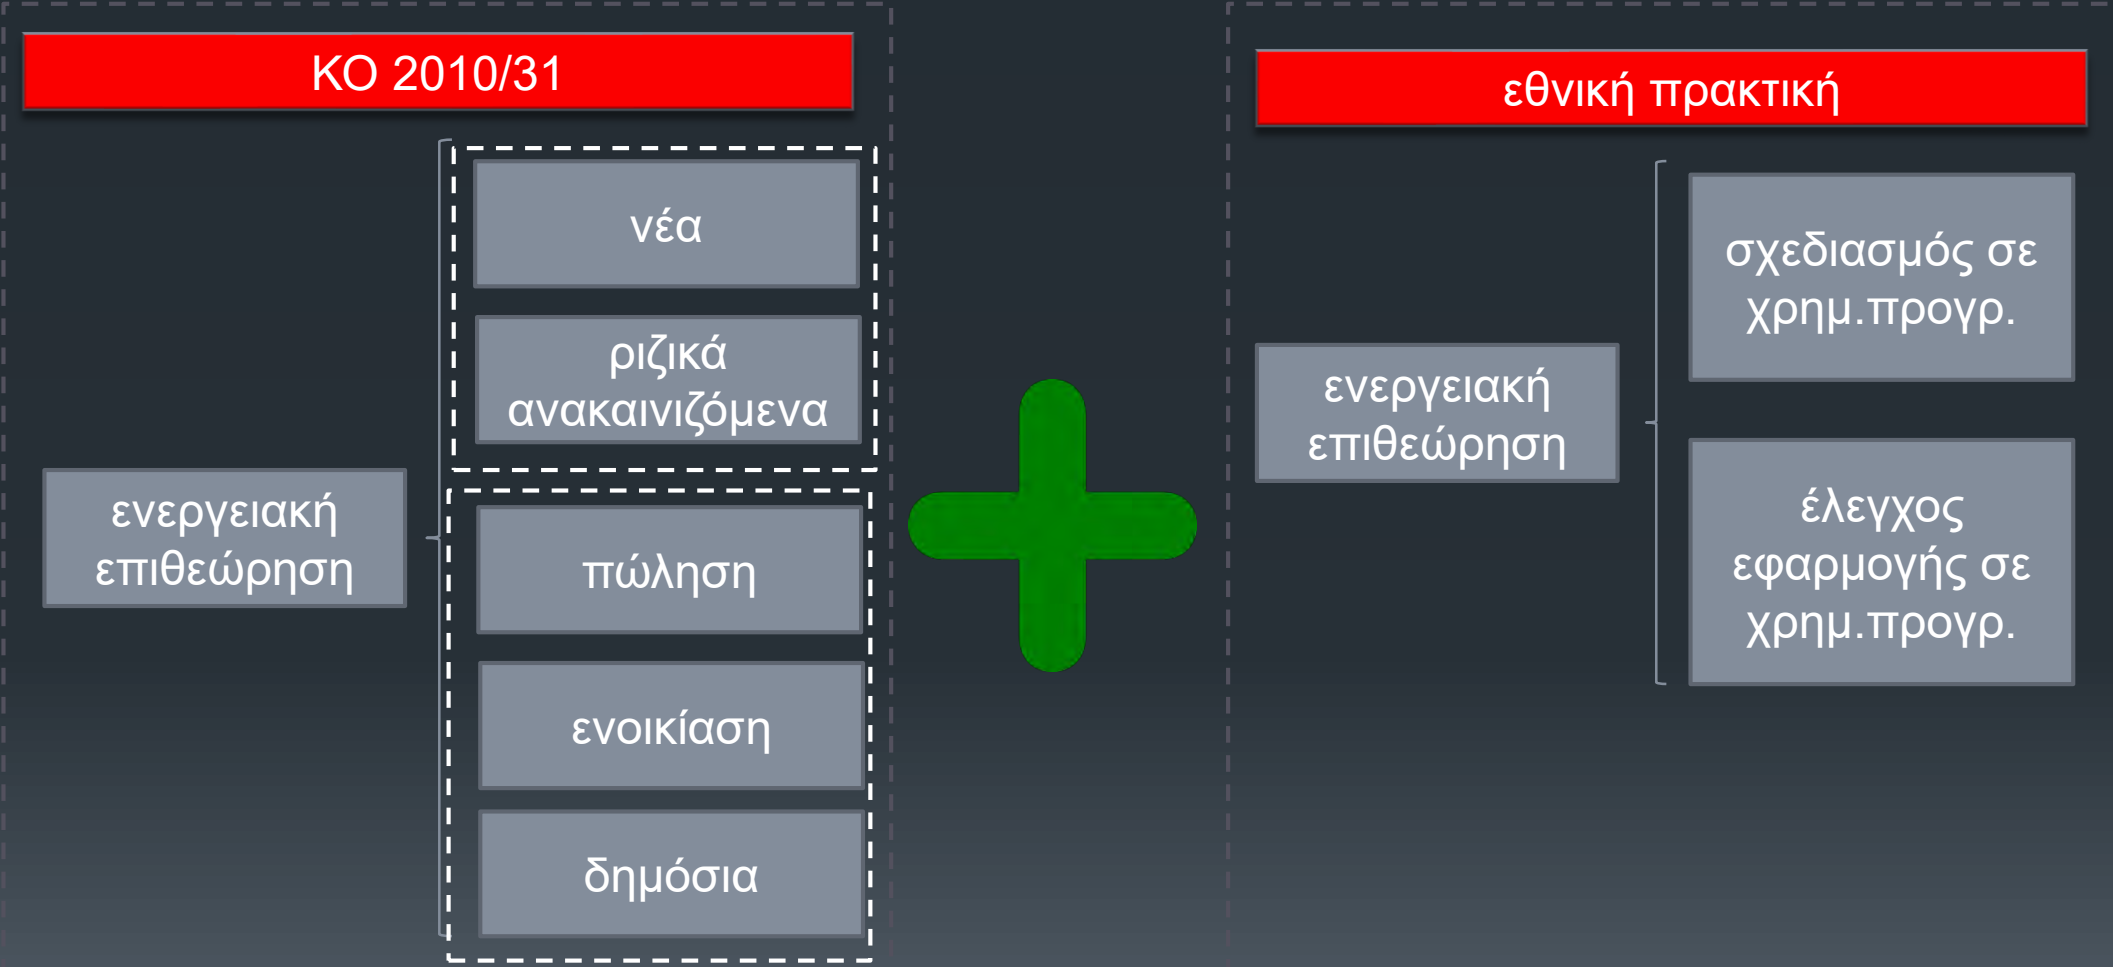 ΚΟ 2010/31
νέα
ριζικά
ανακαινιζόμενα
ενεργειακή
επιθεώρηση
πώληση
ενοικίαση
δημόσια
εθνική πρακτική
ενεργειακή
επιθεώρηση
σχεδιασμός σε
χρημ.προγρ.
έλεγχος
εφαρμογής σε
χρημ.προγρ.